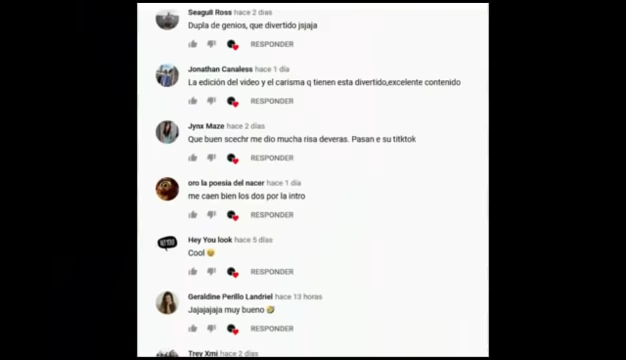 Seagull Ross hace 2 días
Dupla de genios, que divertido jsjaja
RESPONDER
Jonathan Canaless hace 1 día
La edición del video y el carisma q tienen esta divertido,excelente contenido
RESPONDER
Jynx Maze hace 2 días
Que buen scechr me dio mucha risa deveras. Pasan e su titktok
RESPONDER
oro la poesia del nacer hace 1 día
me caen bien los dos por la intro
RESPONDER
Hey You look hace 5 días
Cool 😉
RESPONDER
Geraldine Perillo Landriel hace 13 horas
Jajajajaja muy bueno 🤣
RESPONDER
Trey Xmi hace 2 días